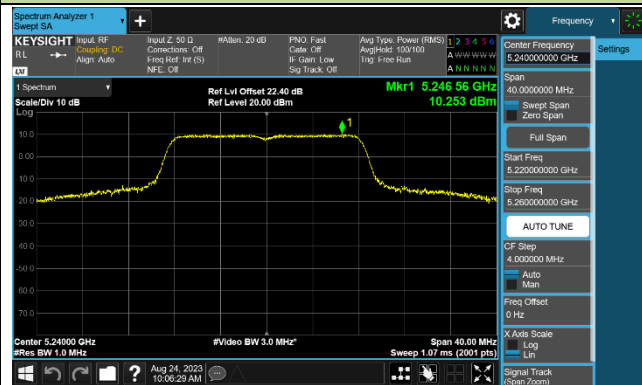 Spectrum Analyzer 1
Swept SA
Frequency
KEYSIGHT
RL
Input: RF
Coupling: DC
Align: Auto
Input Z: 50 Ω
Corrections: Off
Freq Ref: Int (S)
NFE: Off
#Atten: 20 dB
PNO: Fast
Gate: Off
IF Gain: Low
Sig Track: Off
Avg Type: Power (RMS)
Avg|Hold: 100/100
Trig: Free Run
1 2 3 4 5 6
A W W W W W
A N N N N N
LXI
1 Spectrum
Scale/Div 10 dB
Log
Ref Lvl Offset 22.40 dB
Ref Level 20.00 dBm
Mkr1 5.246 56 GHz
10.253 dBm
1
10.0
0.00
-10.0
-20.0
-30.0
-40.0
-50.0
-60.0
-70.0
Center 5.24000 GHz
#Res BW 1.0 MHz
#Video BW 3.0 MHz*
Span 40.00 MHz
Sweep 1.07 ms (2001 pts)
Center Frequency
5.240000000 GHz
Settings
Span
40.0000000 MHz
Swept Span
Zero Span
Full Span
Start Freq
5.220000000 GHz
Stop Freq
5.260000000 GHz
AUTO TUNE
CF Step
4.000000 MHz
Auto
Man
Freq Offset
0 Hz
X Axis Scale
Log
Lin
Signal Track
(Span Zoom)
?
Aug 24, 2023
10:06:29 AM